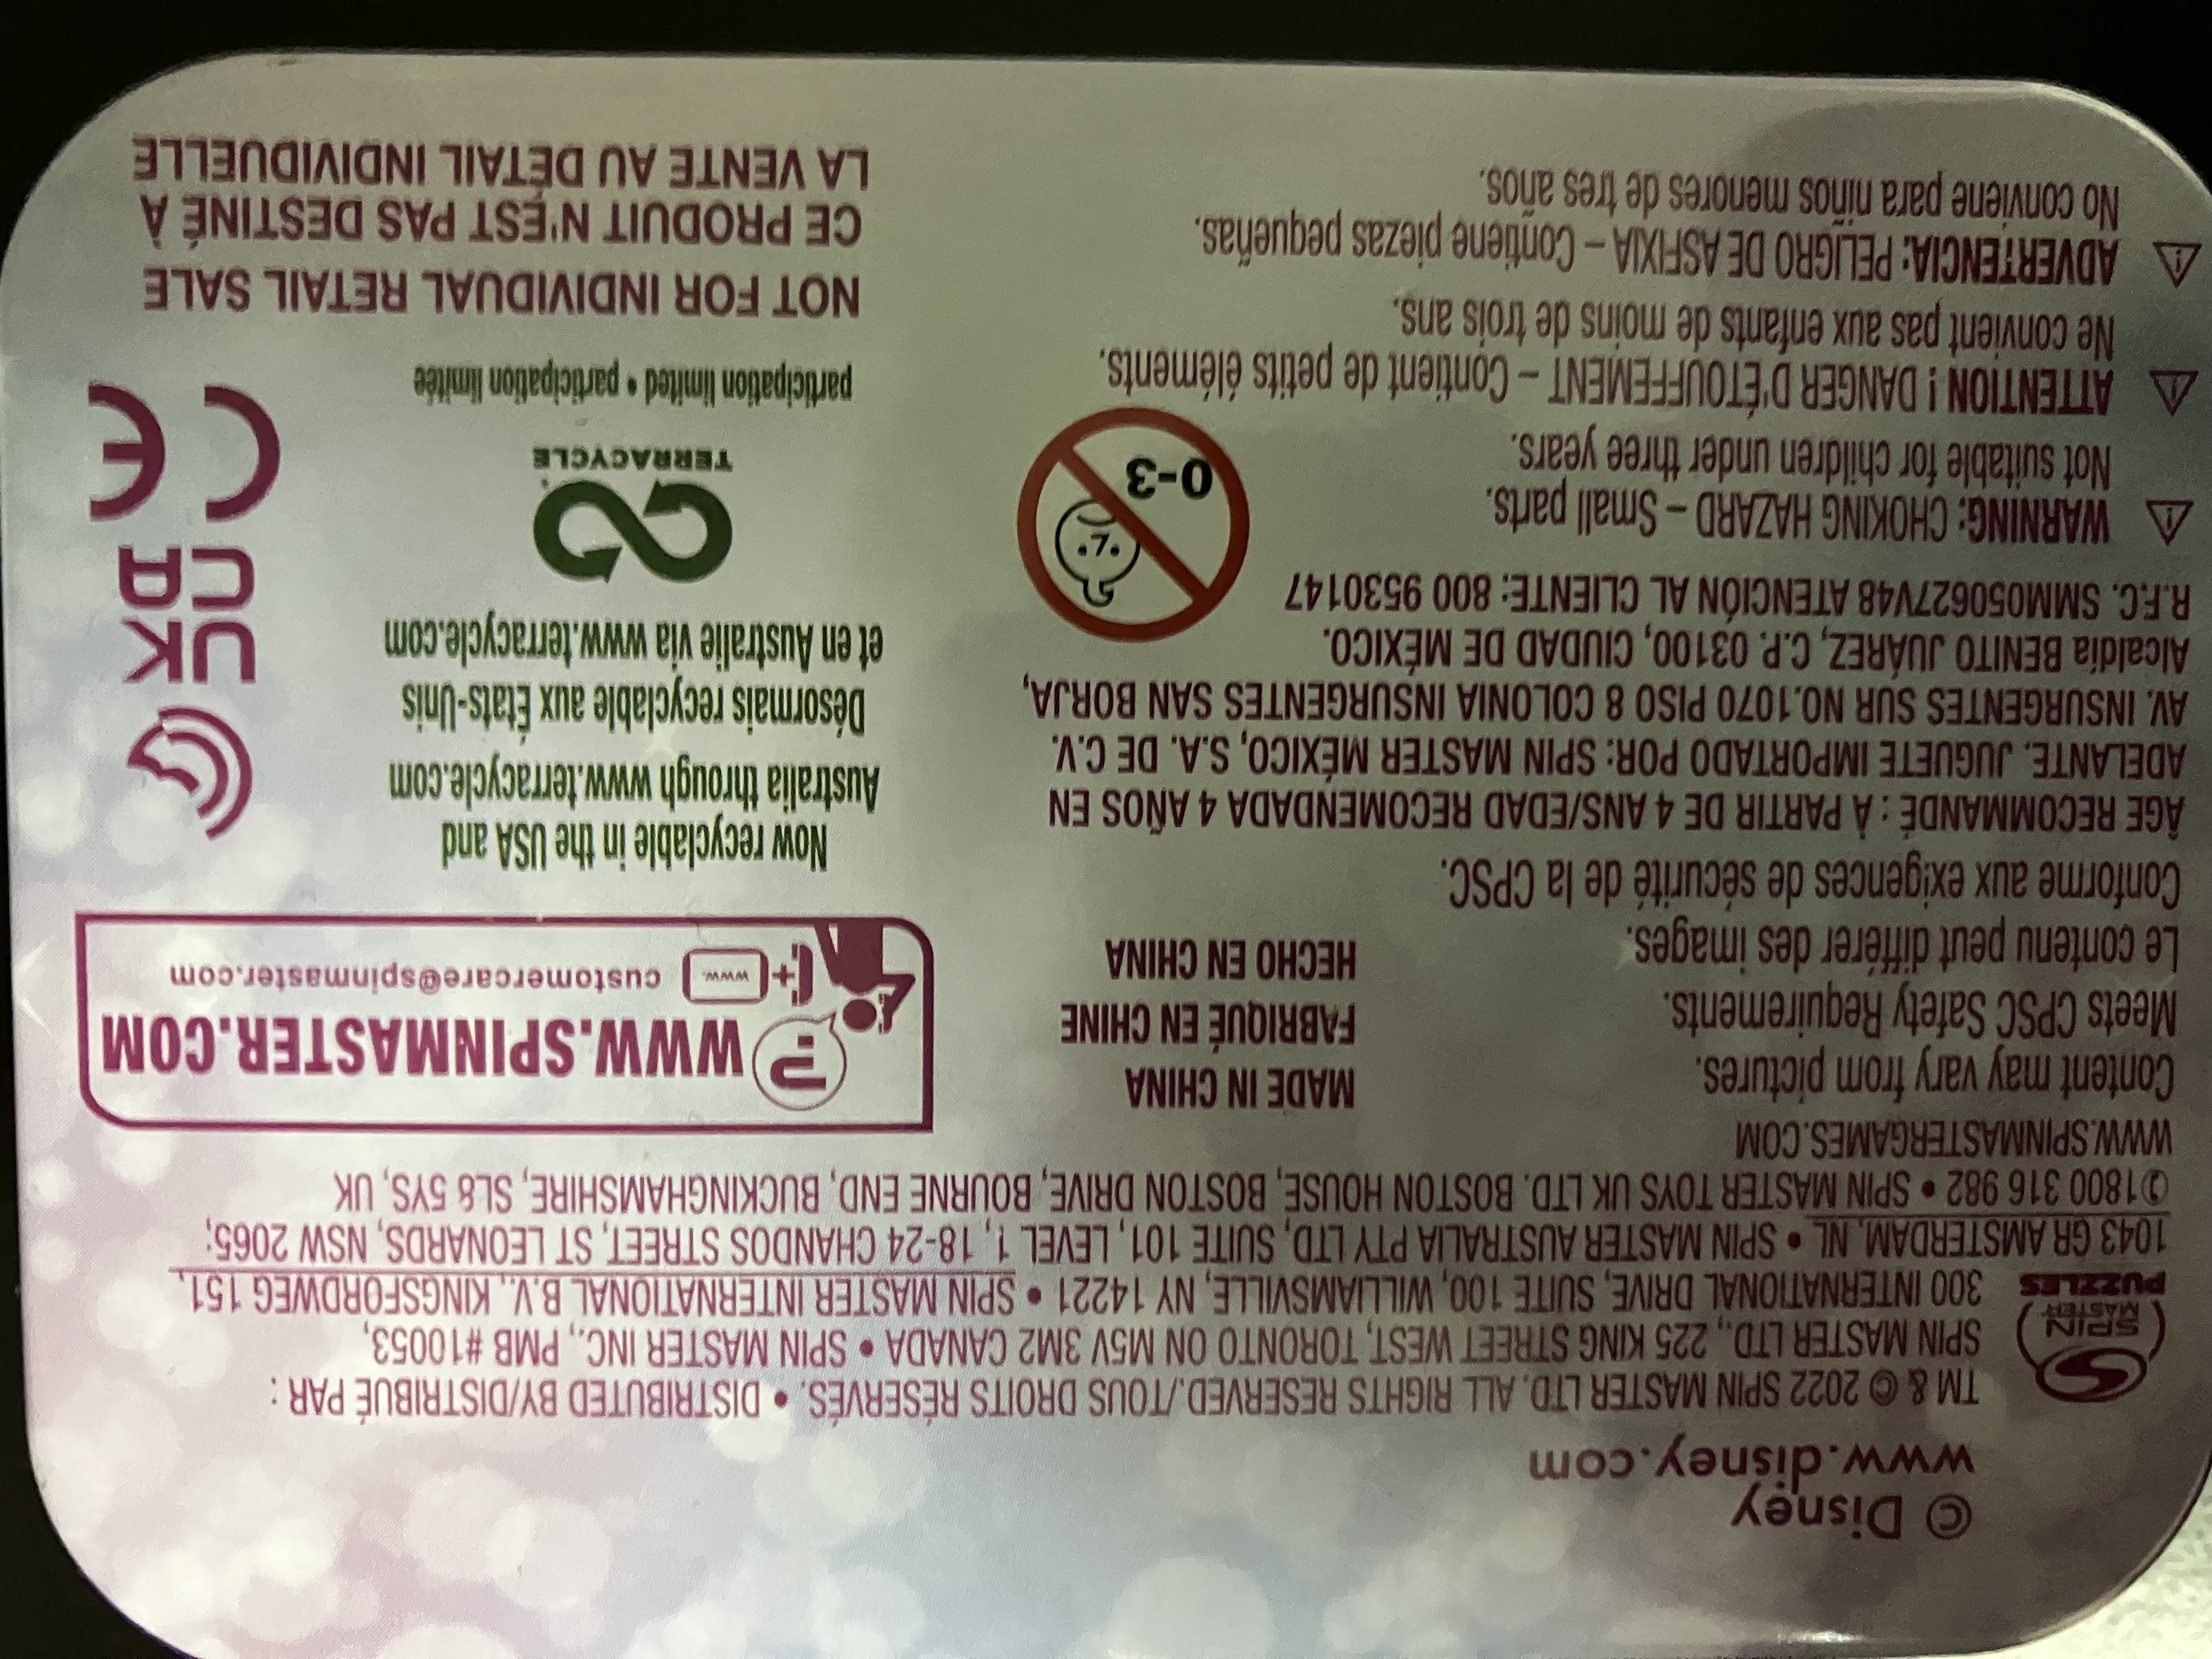 © Disney
www.disney.com
TM & © 2022 SPIN MASTER LTD. ALL RIGHTS RESERVED./TOUS DROITS RÉSERVÉS. • DISTRIBUTED BY/DISTRIBUÉ PAR :
SPIN MASTER LTD., 225 KING STREET WEST, TORONTO ON M5V 3M2 CANADA • SPIN MASTER INC., PMB #10053,
300 INTERNATIONAL DRIVE, SUITE 100, WILLIAMSVILLE, NY 14221 • SPIN MASTER INTERNATIONAL B.V., KINGSFORDWEG 151,
1043 GR AMSTERDAM, NL • SPIN MASTER AUSTRALIA PTY LTD, SUITE 101, LEVEL 1, 18-24 CHANDOS STREET, ST LEONARDS, NSW 2065;
✆1800 316 982 • SPIN MASTER TOYS UK LTD. BOSTON HOUSE, BOSTON DRIVE, BOURNE END, BUCKINGHAMSHIRE, SL8 5YS, UK
WWW.SPINMASTERGAMES.COM
SPIN
MASTER
PUZZLES
Content may vary from pictures.
Meets CPSC Safety Requirements.
Le contenu peut différer des images.
Conforme aux exigences de sécurité de la CPSC.
MADE IN CHINA
FABRIQUÉ EN CHINE
HECHO EN CHINA
ÂGE RECOMMANDÉ : À PARTIR DE 4 ANS/EDAD RECOMENDADA 4 AÑOS EN
ADELANTE. JUGUETE IMPORTADO POR: SPIN MASTER MÉXICO, S.A. DE C.V.
AV. INSURGENTES SUR NO.1070 PISO 8 COLONIA INSURGENTES SAN BORJA,
Alcaldía BENITO JUÁREZ, C.P. 03100, CIUDAD DE MÉXICO.
R.F.C. SMM050627V48 ATENCIÓN AL CLIENTE: 800 9530147
WARNING: CHOKING HAZARD – Small parts.
Not suitable for children under three years.
ATTENTION ! DANGER D'ÉTOUFFEMENT – Contient de petits éléments.
Ne convient pas aux enfants de moins de trois ans.
ADVERTENCIA: PELIGRO DE ASFIXIA – Contiene piezas pequeñas.
No conviene para niños menores de tres años.
0-3
WWW.SPINMASTER.COM
www.
customercare@spinmaster.com
Now recyclable in the USA and
Australia through www.terracycle.com
Désormais recyclable aux États-Unis
et en Australie via www.terracycle.com
TERRACYCLE
participation limited • participation limitée
UK
CA
CE
NOT FOR INDIVIDUAL RETAIL SALE
CE PRODUIT N'EST PAS DESTINÉ À
LA VENTE AU DÉTAIL INDIVIDUELLE